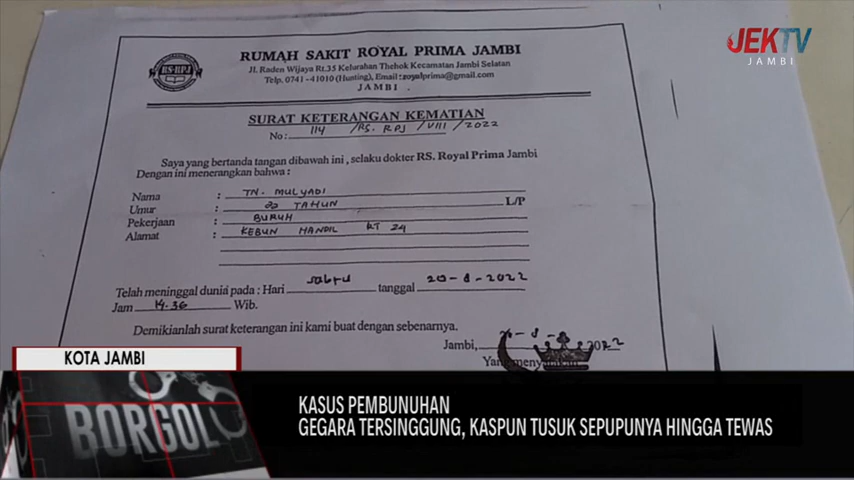 JEKTV
JAMBI
RS-RPJ
RUMAH SAKIT ROYAL PRIMA JAMBI
Jl. Raden Wijaya Rt.35 Kelurahan Thehok Kecamatan Jambi Selatan
Telp. 0741 - 41010 (Hunting), Email : royalprima@gmail.com
JAMBI
SURAT KETERANGAN KEMATIAN
No : 114 /RS. RPJ /VIII / 2022
Saya yang bertanda tangan dibawah ini, selaku dokter RS. Royal Prima Jambi
Dengan ini menerangkan bahwa :
Nama : TN. MULYADI
Umur : TAHUN L/P
Pekerjaan : BURUH
Alamat : KEBUN HANDIL RT 24
Telah meninggal dunia pada : Hari Sabtu tanggal 20-8-2022
Jam 14.36 Wib.
Demikianlah surat keterangan ini kami buat dengan sebenarnya.
Jambi, 2022
Yang menyatakan
KOTA JAMBI
BORGOL
KASUS PEMBUNUHAN
GEGARA TERSINGGUNG, KASPUN TUSUK SEPUPUNYA HINGGA TEWAS